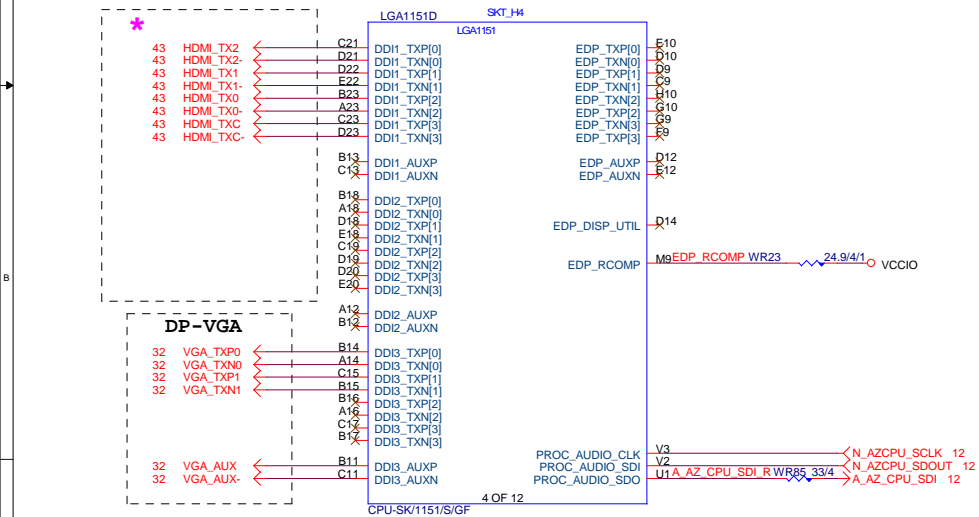 LGA1151D SKT_H4
LGA1151
*
43 HDMI_TX2 C21 DDI1_TXP[0] EDP_TXP[0] E10
43 HDMI_TX2- D21 DDI1_TXN[0] EDP_TXN[0] D10
43 HDMI_TX1 D22 DDI1_TXP[1] EDP_TXP[1] D9
43 HDMI_TX1- E22 DDI1_TXN[1] EDP_TXN[1] C9
43 HDMI_TX0 B23 DDI1_TXP[2] EDP_TXN[2] H10
43 HDMI_TX0- A23 DDI1_TXN[2] EDP_TXP[2] G10
43 HDMI_TXC C23 DDI1_TXP[3] EDP_TXN[3] G9
43 HDMI_TXC- D23 DDI1_TXN[3] EDP_TXP[3] F9
B13 DDI1_AUXP EDP_AUXP D12
C13 DDI1_AUXN EDP_AUXN E12
B18 DDI2_TXP[0]
A18 DDI2_TXN[0]
D18 DDI2_TXP[1] EDP_DISP_UTIL D14
E18 DDI2_TXN[1]
C19 DDI2_TXP[2]
D19 DDI2_TXN[2] EDP_RCOMP M9 EDP_RCOMP WR23 24.9/4/1 VCCIO
D20 DDI2_TXP[3]
E20 DDI2_TXN[3]
B
A12 DDI2_AUXP
B12 DDI2_AUXN
DP-VGA
32 VGA_TXP0 B14 DDI3_TXP[0]
32 VGA_TXN0 A14 DDI3_TXN[0]
32 VGA_TXP1 C15 DDI3_TXP[1]
32 VGA_TXN1 B15 DDI3_TXN[1]
B16 DDI3_TXP[2]
A16 DDI3_TXN[2]
C17 DDI3_TXP[3]
B17 DDI3_TXN[3]
PROC_AUDIO_CLK V3 N_AZCPU_SCLK 12
32 VGA_AUX B11 DDI3_AUXP PROC_AUDIO_SDI V2 N_AZCPU_SDOUT 12
32 VGA_AUX- C11 DDI3_AUXN PROC_AUDIO_SDO U1 A_AZ_CPU_SDI_R WR85 33/4 A_AZ_CPU_SDI 12
4 OF 12
CPU-SK/1151/S/GF